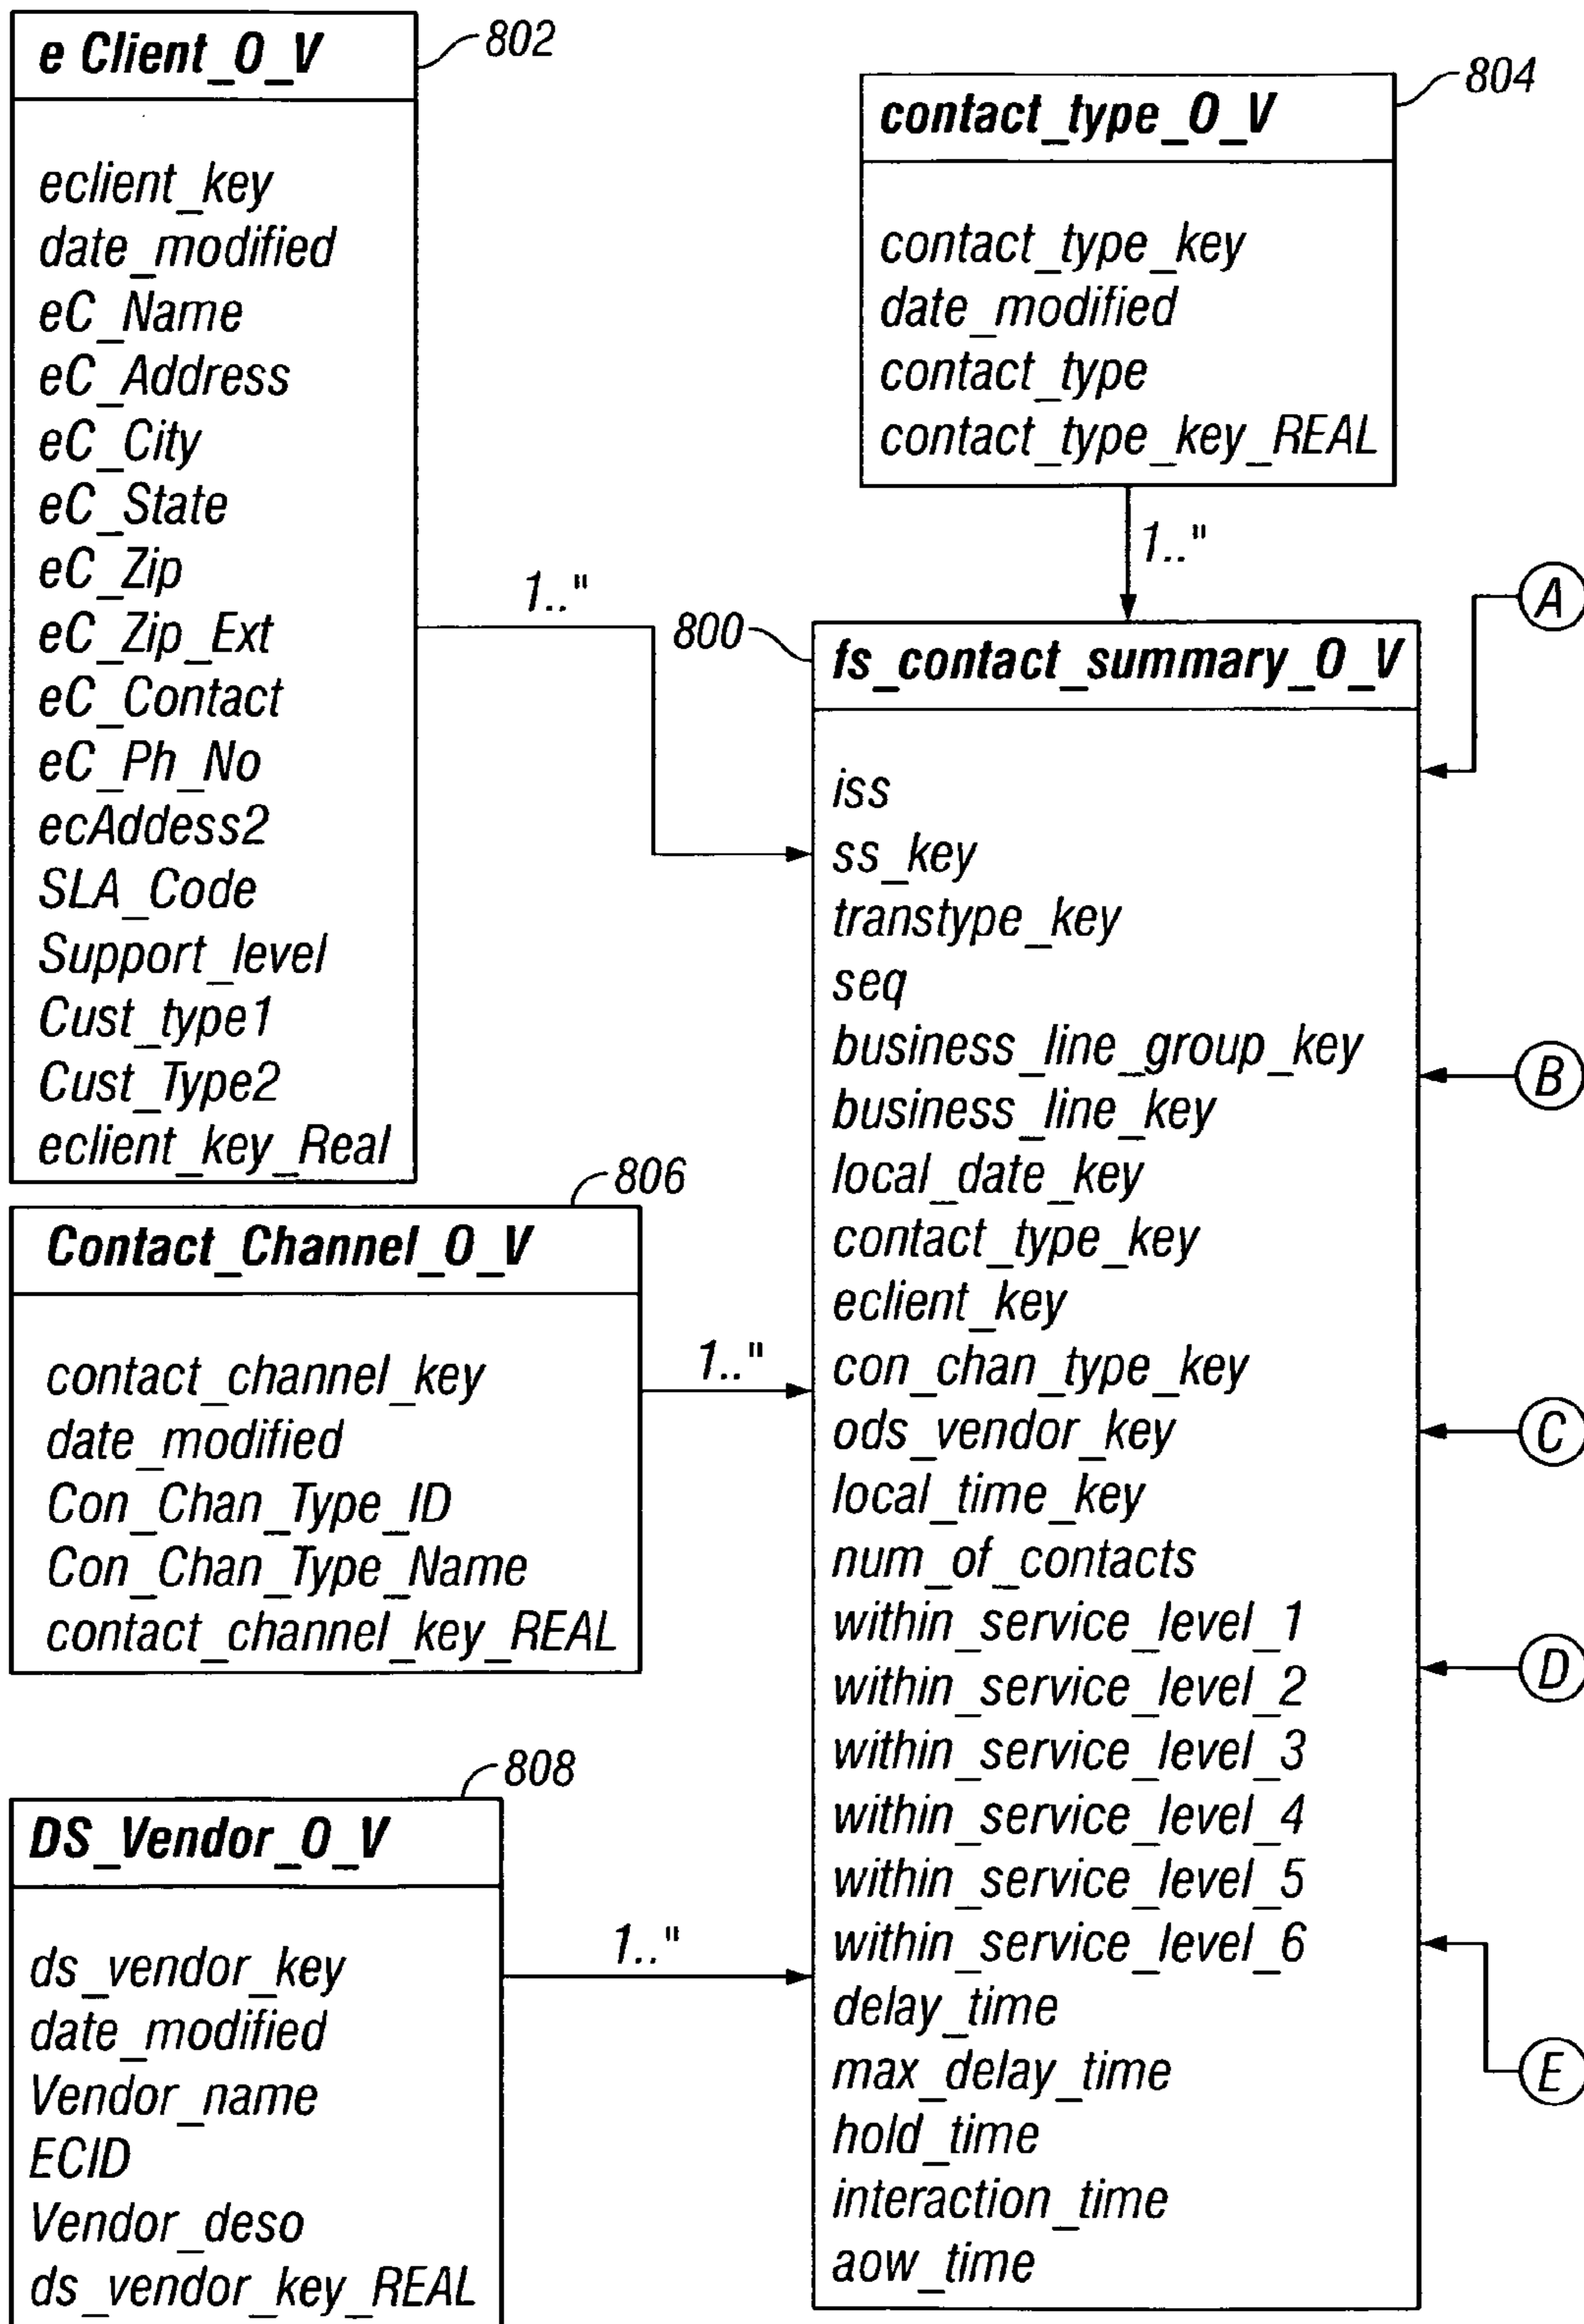 e Client_O_V
802
eclient_key
date_modified
eC_Name
eC_Address
eC_City
eC_State
eC_Zip
eC_Zip_Ext
eC_Contact
eC_Ph_No
ecAddess2
SLA_Code
Support_level
Cust_type1
Cust_Type2
eclient_key_Real
1.."
contact_type_O_V
804
contact_type_key
date_modified
contact_type
contact_type_key_REAL
1.."
Contact_Channel_O_V
806
contact_channel_key
date_modified
Con_Chan_Type_ID
Con_Chan_Type_Name
contact_channel_key_REAL
1.."
DS_Vendor_O_V
808
ds_vendor_key
date_modified
Vendor_name
ECID
Vendor_deso
ds_vendor_key_REAL
1.."
800
fs_contact_summary_O_V
iss
ss_key
transtype_key
seq
business_line_group_key
business_line_key
local_date_key
contact_type_key
eclient_key
con_chan_type_key
ods_vendor_key
local_time_key
num_of_contacts
within_service_level_1
within_service_level_2
within_service_level_3
within_service_level_4
within_service_level_5
within_service_level_6
delay_time
max_delay_time
hold_time
interaction_time
aow_time
A
B
C
D
E